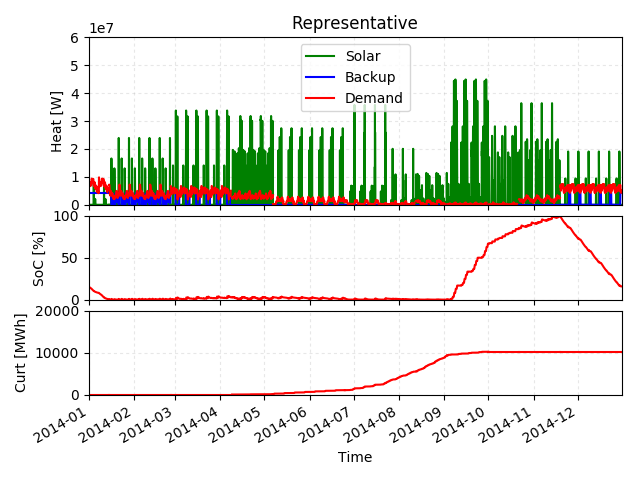 Representative
1e7
6
5
4
3
2
1
0
Heat [W]
Solar
Backup
Demand
100
50
0
SoC [%]
20000
10000
0
Curt [MWh]
2014-01
2014-02
2014-03
2014-04
2014-05
2014-06
2014-07
2014-08
2014-09
2014-10
2014-11
2014-12
Time